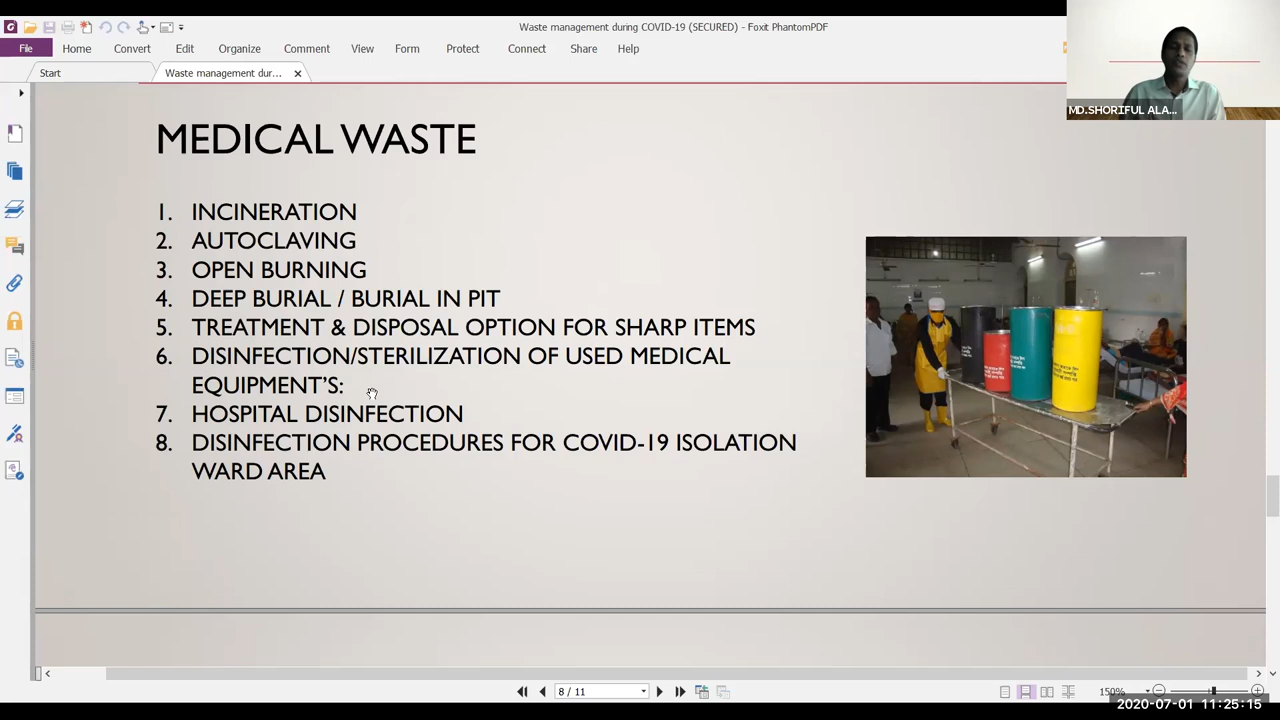 Waste management during COVID-19 (SECURED) - Foxit PhantomPDF
File Home Convert Edit Organize Comment View Form Protect Connect Share Help
Start Waste management dur...
MD.SHORIFUL ALA...
MEDICAL WASTE
1. INCINERATION
2. AUTOCLAVING
3. OPEN BURNING
4. DEEP BURIAL / BURIAL IN PIT
5. TREATMENT & DISPOSAL OPTION FOR SHARP ITEMS
6. DISINFECTION/STERILIZATION OF USED MEDICAL
EQUIPMENT'S:
7. HOSPITAL DISINFECTION
8. DISINFECTION PROCEDURES FOR COVID-19 ISOLATION
WARD AREA
8 / 11
150%
2020-07-01 11:25:15